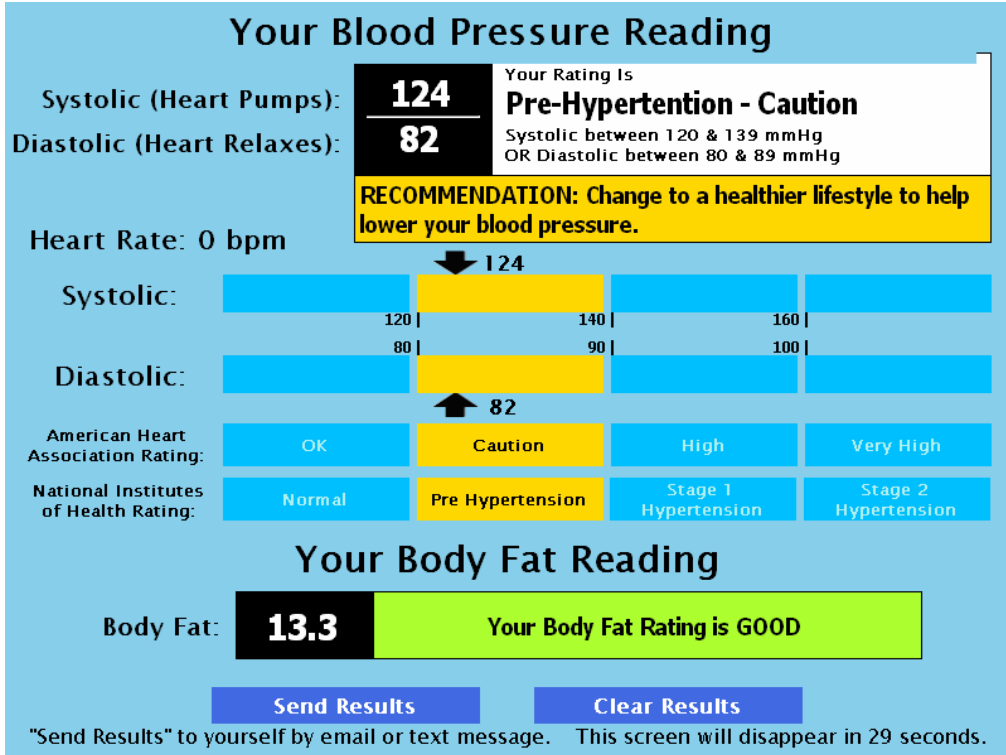 Your Blood Pressure Reading
Systolic (Heart Pumps): 124
Diastolic (Heart Relaxes): 82
Your Rating Is
Pre-Hypertention - Caution
Systolic between 120 & 139 mmHg
OR Diastolic between 80 & 89 mmHg
RECOMMENDATION: Change to a healthier lifestyle to help
lower your blood pressure.
Heart Rate: 0 bpm
124
Systolic:
120 | 140 | 160 |
80 | 90 | 100 |
Diastolic:
82
American Heart
Association Rating:
OK Caution High Very High
National Institutes
of Health Rating:
Normal Pre Hypertension Stage 1
Hypertension Stage 2
Hypertension
Your Body Fat Reading
Body Fat: 13.3 Your Body Fat Rating is GOOD
Send Results Clear Results
"Send Results" to yourself by email or text message. This screen will disappear in 29 seconds.